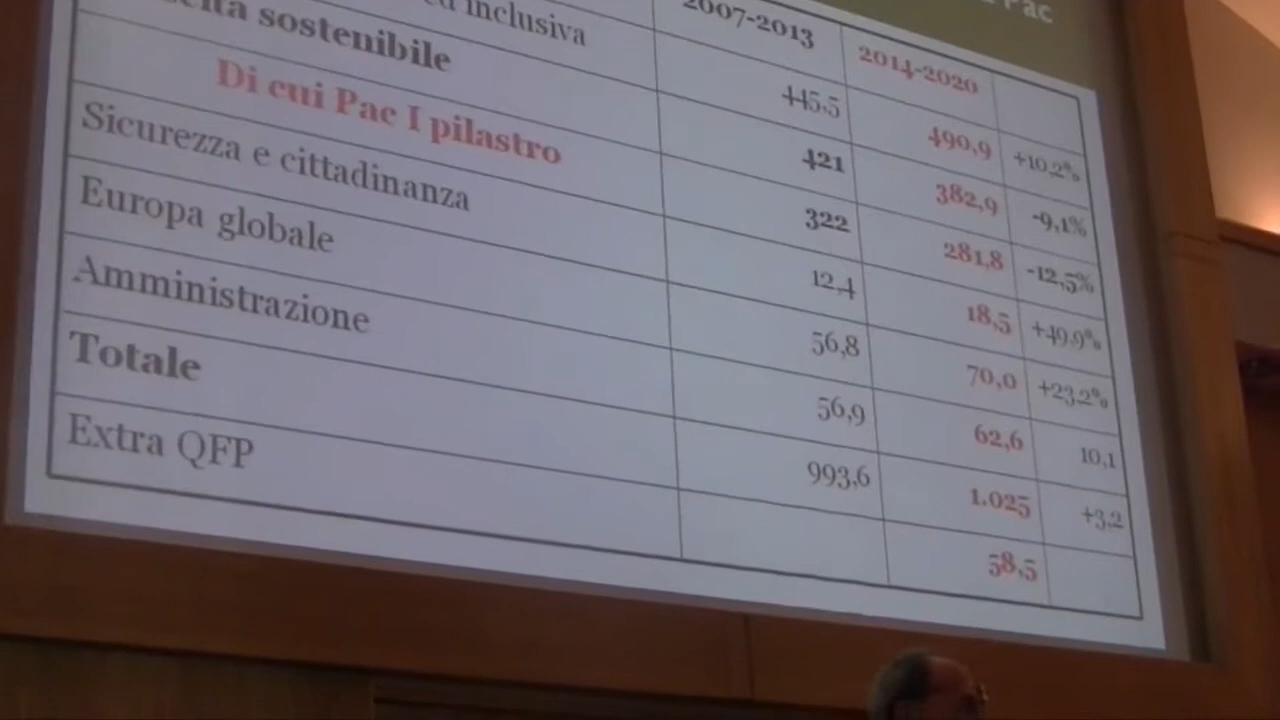 Pac
2007-2013 2014-2020
inclusiva 445,5 490,9 +10,2%
sostenibile 421 382,9 -9,1%
Di cui Pac I pilastro 322 281,8 -12,5%
Sicurezza e cittadinanza 12,4 18,5 +49,9%
Europa globale 56,8 70,0 +23,2%
Amministrazione 56,9 62,6 10,1
Totale 993,6 1.025 +3,2
Extra QFP 58,5